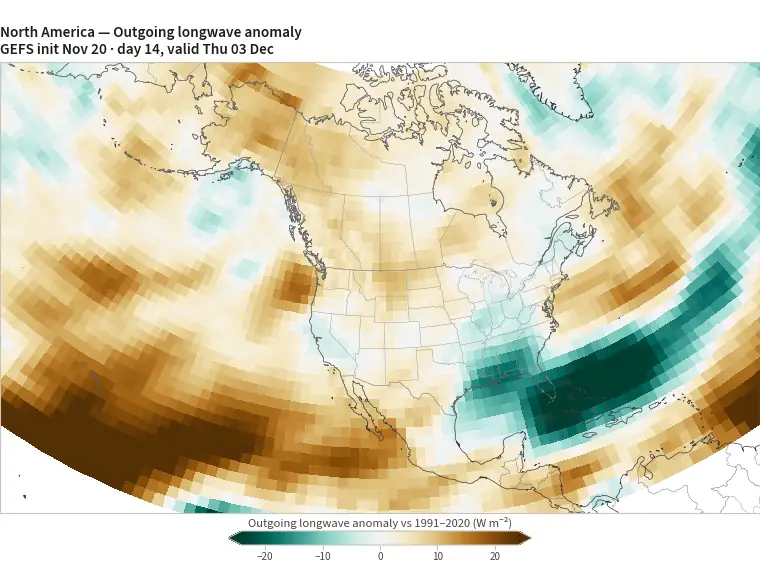 North America — Outgoing longwave anomaly
GEFS init Nov 20 · day 14, valid Thu 03 Dec
Outgoing longwave anomaly vs 1991–2020 (W m⁻²)
−20 −10 0 10 20